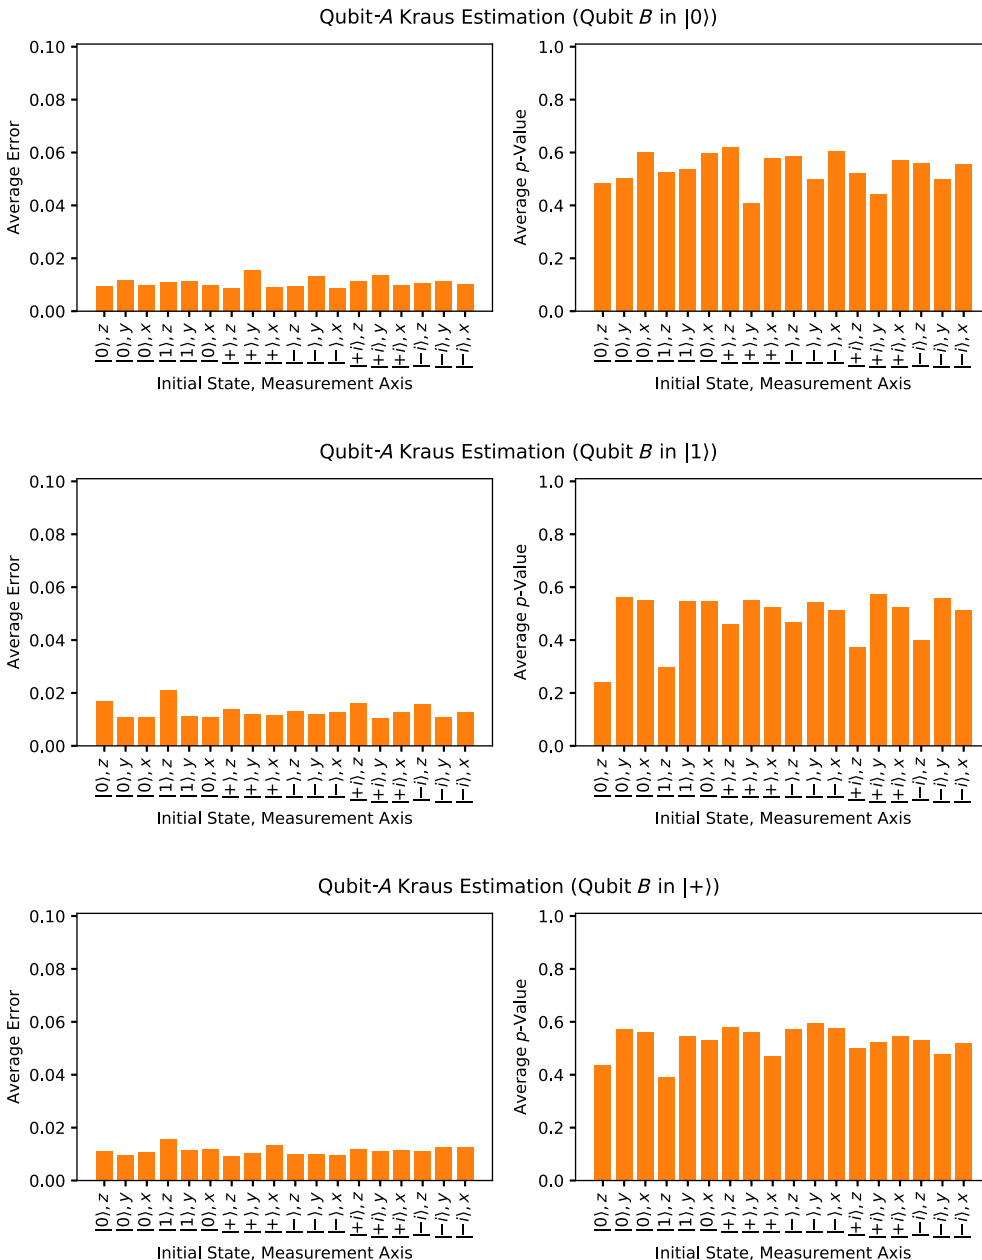 Qubit-A Kraus Estimation (Qubit B in |0⟩)
Average Error
0.10
0.08
0.06
0.04
0.02
0.00
|0⟩, z
|0⟩, y
|0⟩, x
|1⟩, z
|1⟩, y
|0⟩, x
|+⟩, z
|+⟩, y
|+⟩, x
|−⟩, z
|−⟩, y
|−⟩, x
|+i⟩, z
|+i⟩, y
|+i⟩, x
|−i⟩, z
|−i⟩, y
|−i⟩, x
Initial State, Measurement Axis
Average p-Value
1.0
0.8
0.6
0.4
0.2
0.0
|0⟩, z
|0⟩, y
|0⟩, x
|1⟩, z
|1⟩, y
|0⟩, x
|+⟩, z
|+⟩, y
|+⟩, x
|−⟩, z
|−⟩, y
|−⟩, x
|+i⟩, z
|+i⟩, y
|+i⟩, x
|−i⟩, z
|−i⟩, y
|−i⟩, x
Initial State, Measurement Axis
Qubit-A Kraus Estimation (Qubit B in |1⟩)
Average Error
0.10
0.08
0.06
0.04
0.02
0.00
|0⟩, z
|0⟩, y
|0⟩, x
|1⟩, z
|1⟩, y
|0⟩, x
|+⟩, z
|+⟩, y
|+⟩, x
|−⟩, z
|−⟩, y
|−⟩, x
|+i⟩, z
|+i⟩, y
|+i⟩, x
|−i⟩, z
|−i⟩, y
|−i⟩, x
Initial State, Measurement Axis
Average p-Value
1.0
0.8
0.6
0.4
0.2
0.0
|0⟩, z
|0⟩, y
|0⟩, x
|1⟩, z
|1⟩, y
|0⟩, x
|+⟩, z
|+⟩, y
|+⟩, x
|−⟩, z
|−⟩, y
|−⟩, x
|+i⟩, z
|+i⟩, y
|+i⟩, x
|−i⟩, z
|−i⟩, y
|−i⟩, x
Initial State, Measurement Axis
Qubit-A Kraus Estimation (Qubit B in |+⟩)
Average Error
0.10
0.08
0.06
0.04
0.02
0.00
|0⟩, z
|0⟩, y
|0⟩, x
|1⟩, z
|1⟩, y
|0⟩, x
|+⟩, z
|+⟩, y
|+⟩, x
|−⟩, z
|−⟩, y
|−⟩, x
|+i⟩, z
|+i⟩, y
|+i⟩, x
|−i⟩, z
|−i⟩, y
|−i⟩, x
Initial State, Measurement Axis
Average p-Value
1.0
0.8
0.6
0.4
0.2
0.0
|0⟩, z
|0⟩, y
|0⟩, x
|1⟩, z
|1⟩, y
|0⟩, x
|+⟩, z
|+⟩, y
|+⟩, x
|−⟩, z
|−⟩, y
|−⟩, x
|+i⟩, z
|+i⟩, y
|+i⟩, x
|−i⟩, z
|−i⟩, y
|−i⟩, x
Initial State, Measurement Axis